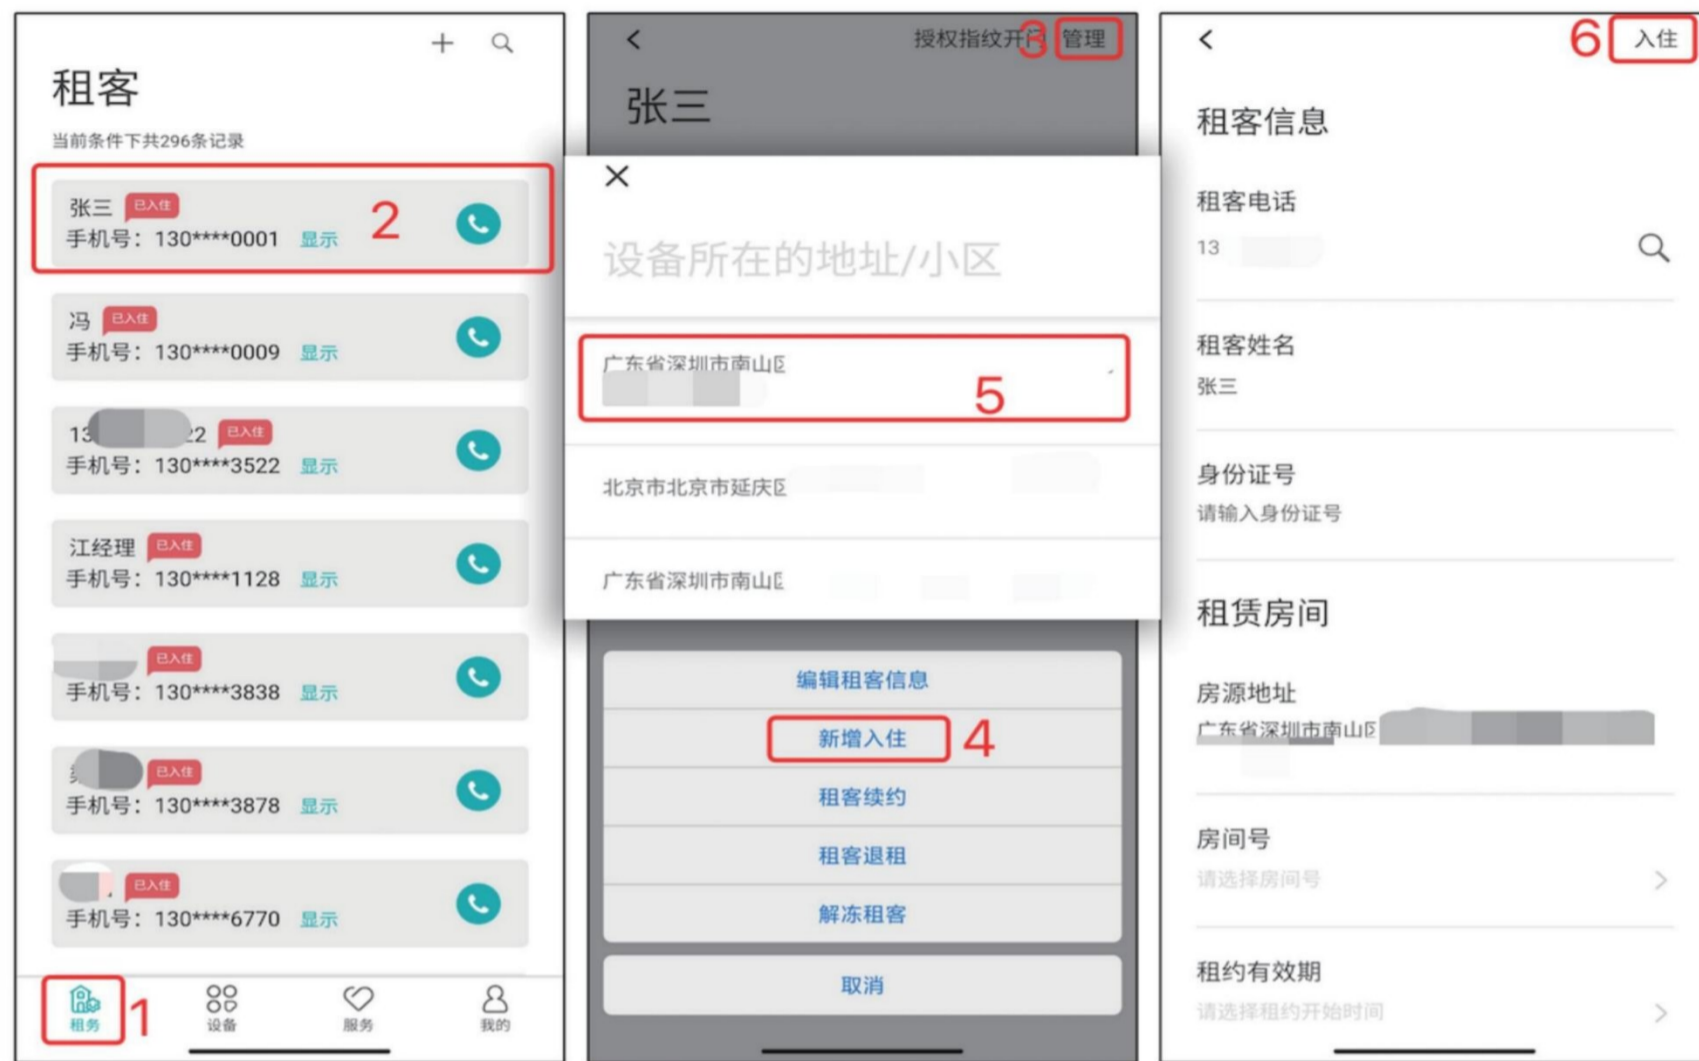 租客
当前条件下共296条记录
张三 已入住
手机号：130****0001 显示
2
冯 已入住
手机号：130****0009 显示
13 22 已入住
手机号：130****3522 显示
江经理 已入住
手机号：130****1128 显示
已入住
手机号：130****3838 显示
已入住
手机号：130****3878 显示
已入住
手机号：130****6770 显示
租务
1
设备
服务
我的
授权指纹开门
3
管理
张三
设备所在的地址/小区
广东省深圳市南山区
5
北京市北京市延庆区
广东省深圳市南山区
编辑租客信息
新增入住
4
租客续约
租客退租
解冻租客
取消
6
入住
租客信息
租客电话
13
租客姓名
张三
身份证号
请输入身份证号
租赁房间
房源地址
广东省深圳市南山区
房间号
请选择房间号
租约有效期
请选择租约开始时间